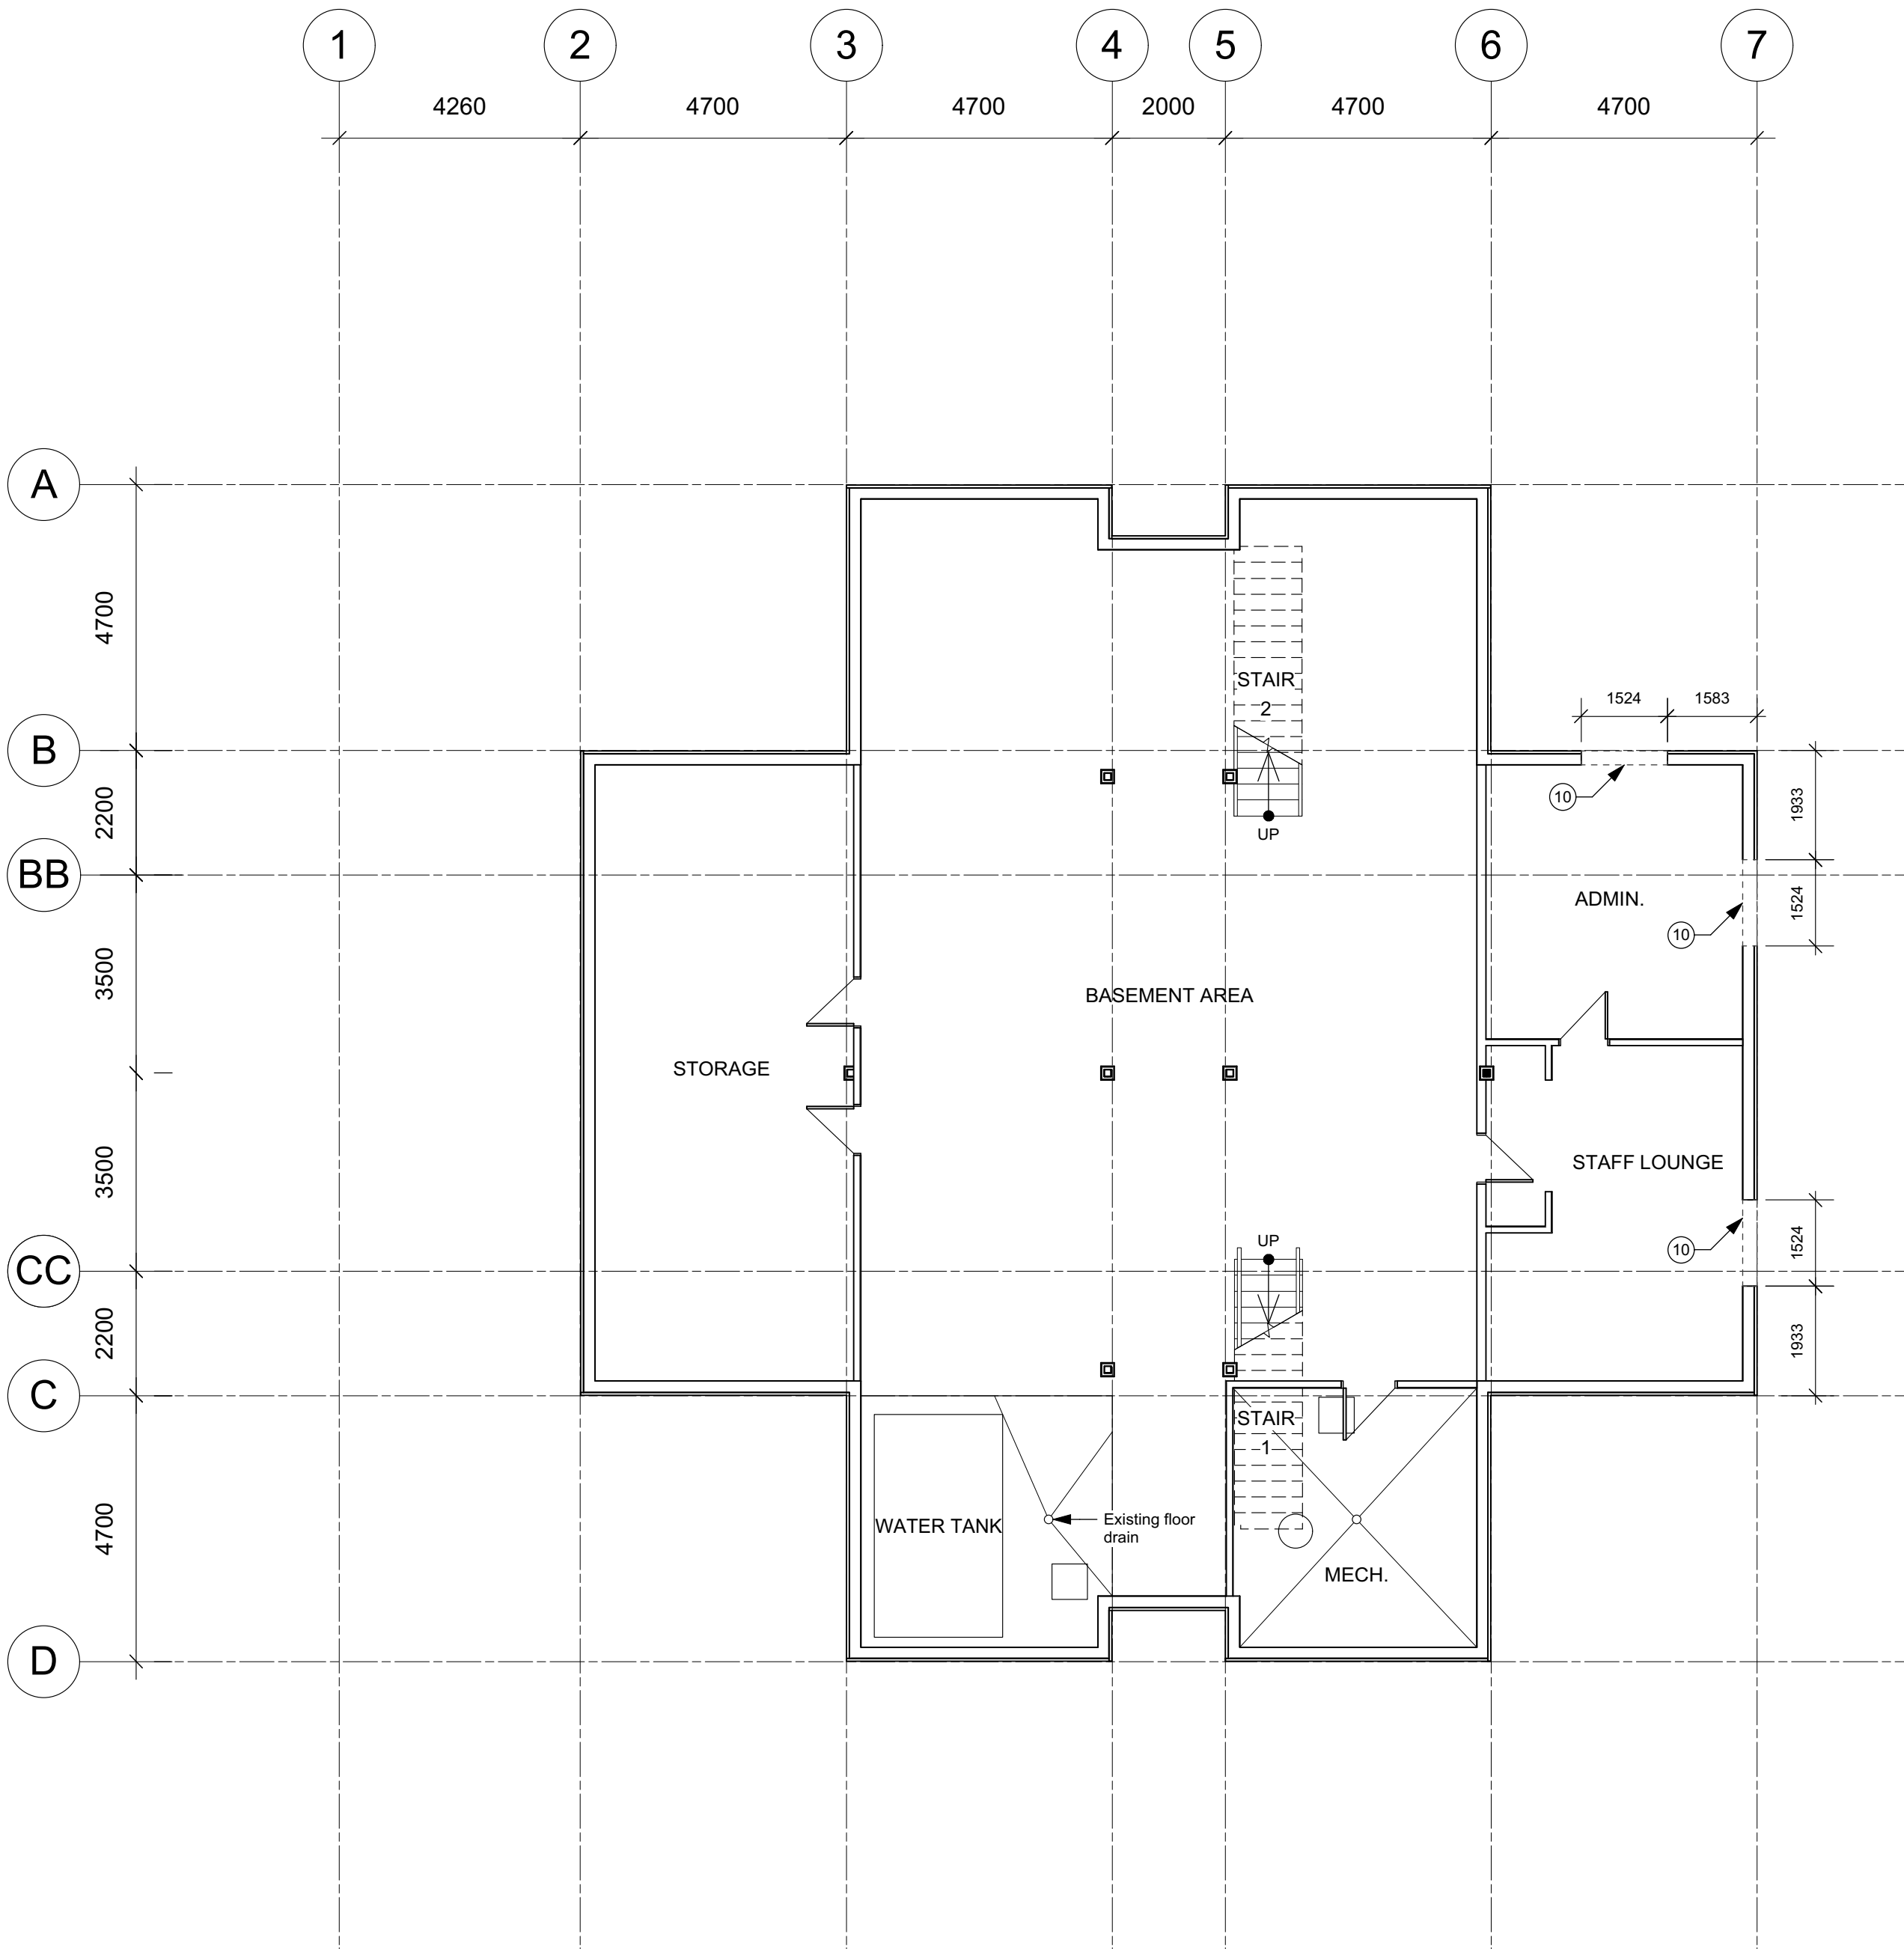 1 2 3 4 5 6 7
4260 4700 4700 2000 4700 4700
A
4700
B
2200
BB
3500
3500
CC
2200
C
4700
D
STAIR
2
UP
1524 1583
10
1933
1524
ADMIN.
10
BASEMENT AREA
STORAGE
STAFF LOUNGE
10
1524
1933
UP
STAIR
1
WATER TANK
Existing floor
drain
MECH.